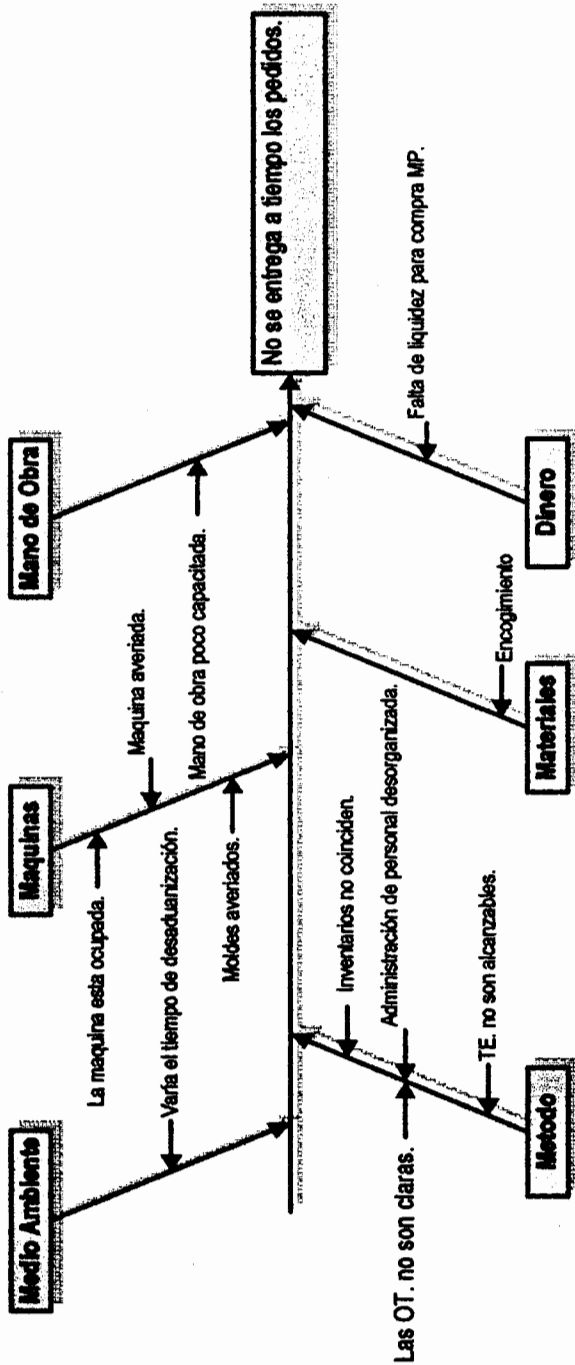 Medio Ambiente
Maquinas
Mano de Obra
La maquina esta ocupada.
Maquina averiada.
Varía el tiempo de desaduanización.
Mano de obra poco capacitada.
Moldes averiados.
No se entrega a tiempo los pedidos.
Inventarios no coinciden.
Las OT. no son claras.
Administración de personal desorganizada.
TE. no son alcanzables.
Encogimiento
Falta de liquidez para compra MP.
Metodo
Materiales
Dinero